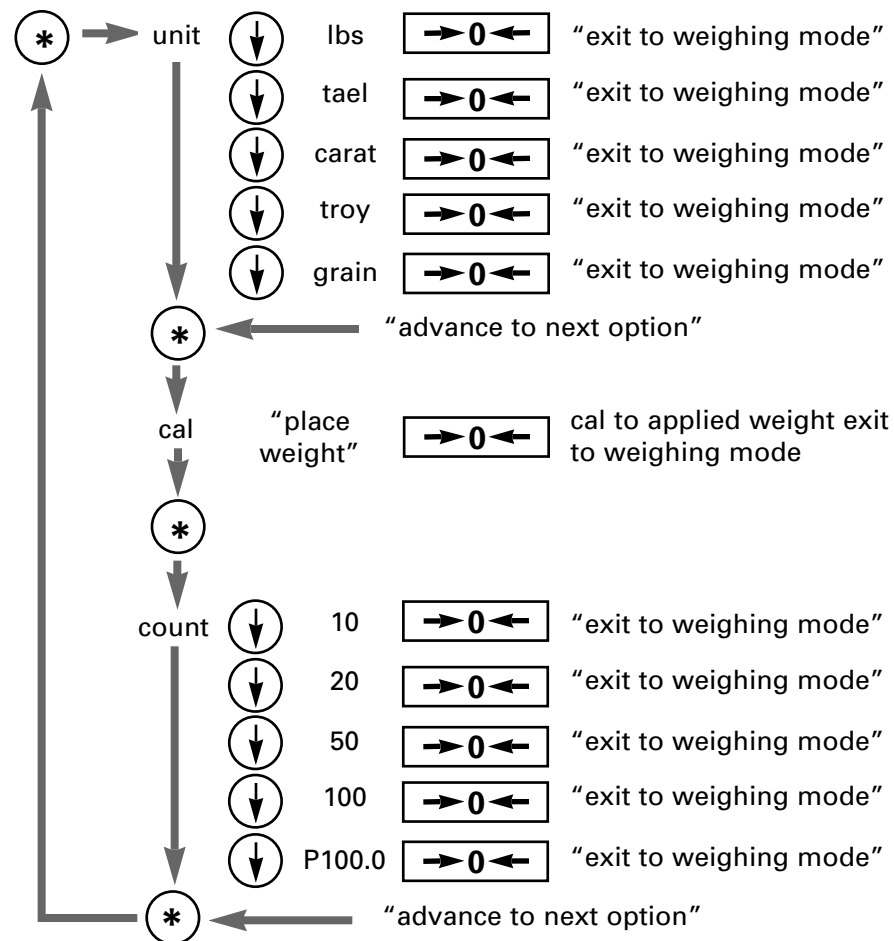 * unit ↓ lbs →0← “exit to weighing mode”
↓ tael →0← “exit to weighing mode”
↓ carat →0← “exit to weighing mode”
↓ troy →0← “exit to weighing mode”
↓ grain →0← “exit to weighing mode”
* “advance to next option”
cal “place weight” →0← cal to applied weight exit
to weighing mode
*
count ↓ 10 →0← “exit to weighing mode”
↓ 20 →0← “exit to weighing mode”
↓ 50 →0← “exit to weighing mode”
↓ 100 →0← “exit to weighing mode”
↓ P100.0 →0← “exit to weighing mode”
* “advance to next option”